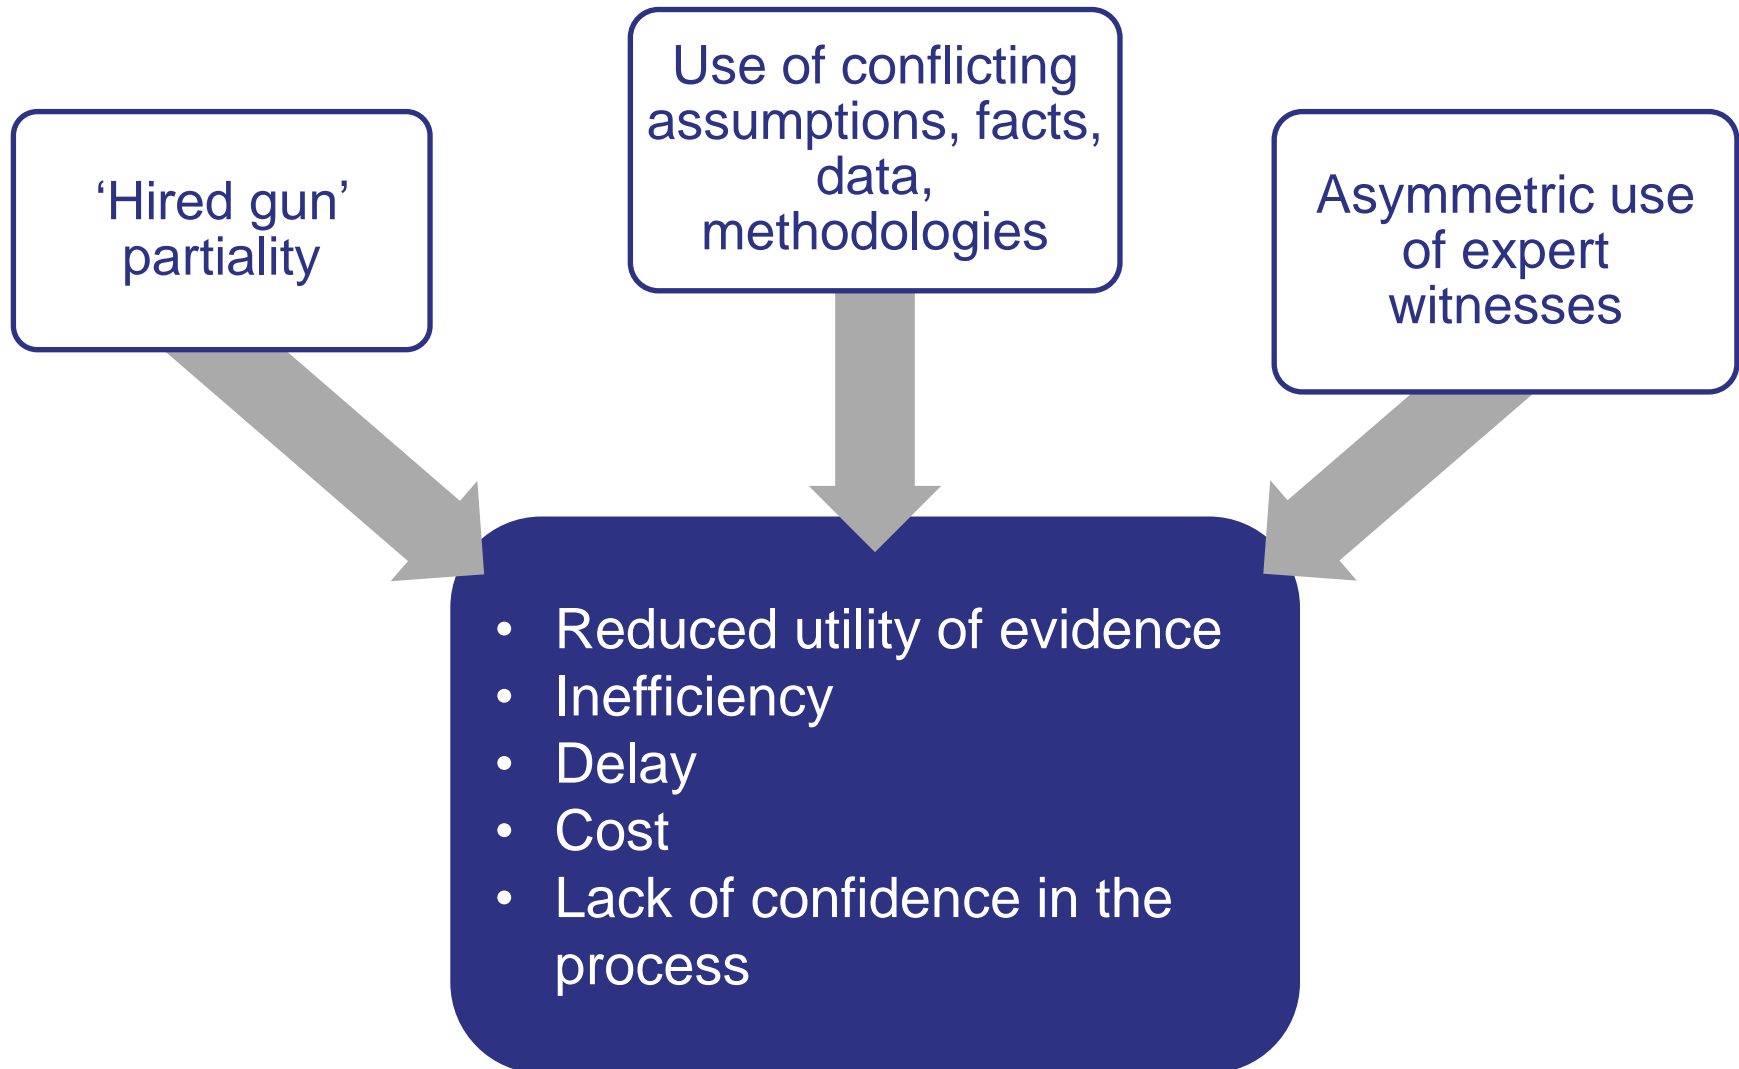 ‘Hired gun’
partiality
Use of conflicting
assumptions, facts,
data,
methodologies
Asymmetric use
of expert
witnesses
• Reduced utility of evidence
• Inefficiency
• Delay
• Cost
• Lack of confidence in the
process